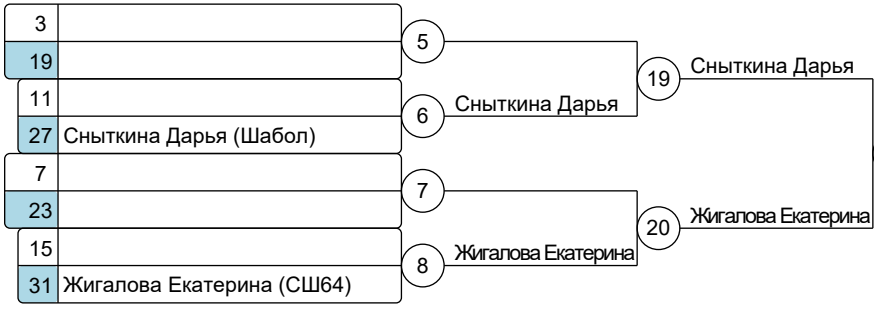 3
5
19
19 Сныткина Дарья
11
6 Сныткина Дарья
27 Сныткина Дарья (Шабол)
7
7
23
20 Жигалова Екатерина
15
8 Жигалова Екатерина
31 Жигалова Екатерина (СШ64)